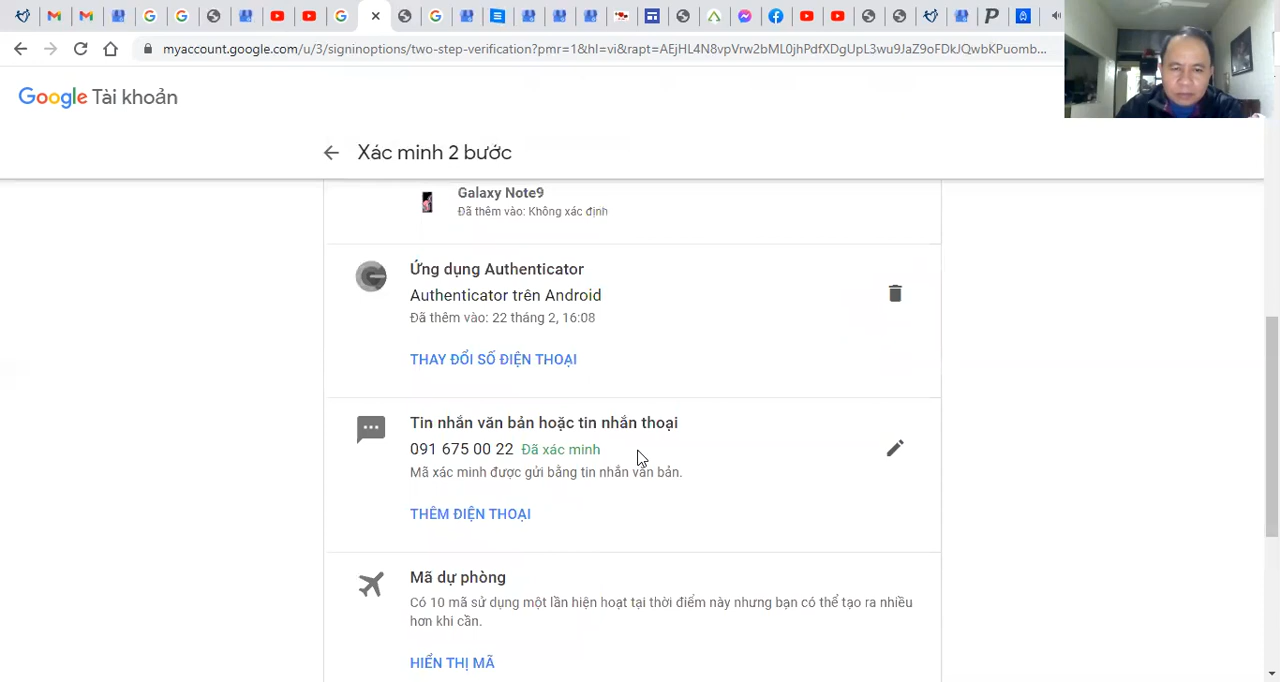 myaccount.google.com/u/3/signinoptions/two-step-verification?pmr=1&hl=vi&rapt=AEjHL4N8vpVrw2bML0jhPdfXDgUpL3wu9JaZ9oFDkJQwbKPuomb...
Google Tài khoản
Xác minh 2 bước
Galaxy Note9
Đã thêm vào: Không xác định
Ứng dụng Authenticator
Authenticator trên Android
Đã thêm vào: 22 tháng 2, 16:08
THAY ĐỔI SỐ ĐIỆN THOẠI
Tin nhắn văn bản hoặc tin nhắn thoại
091 675 00 22 Đã xác minh
Mã xác minh được gửi bằng tin nhắn văn bản.
THÊM ĐIỆN THOẠI
Mã dự phòng
Có 10 mã sử dụng một lần hiện hoạt tại thời điểm này nhưng bạn có thể tạo ra nhiều
hơn khi cần.
HIỂN THỊ MÃ